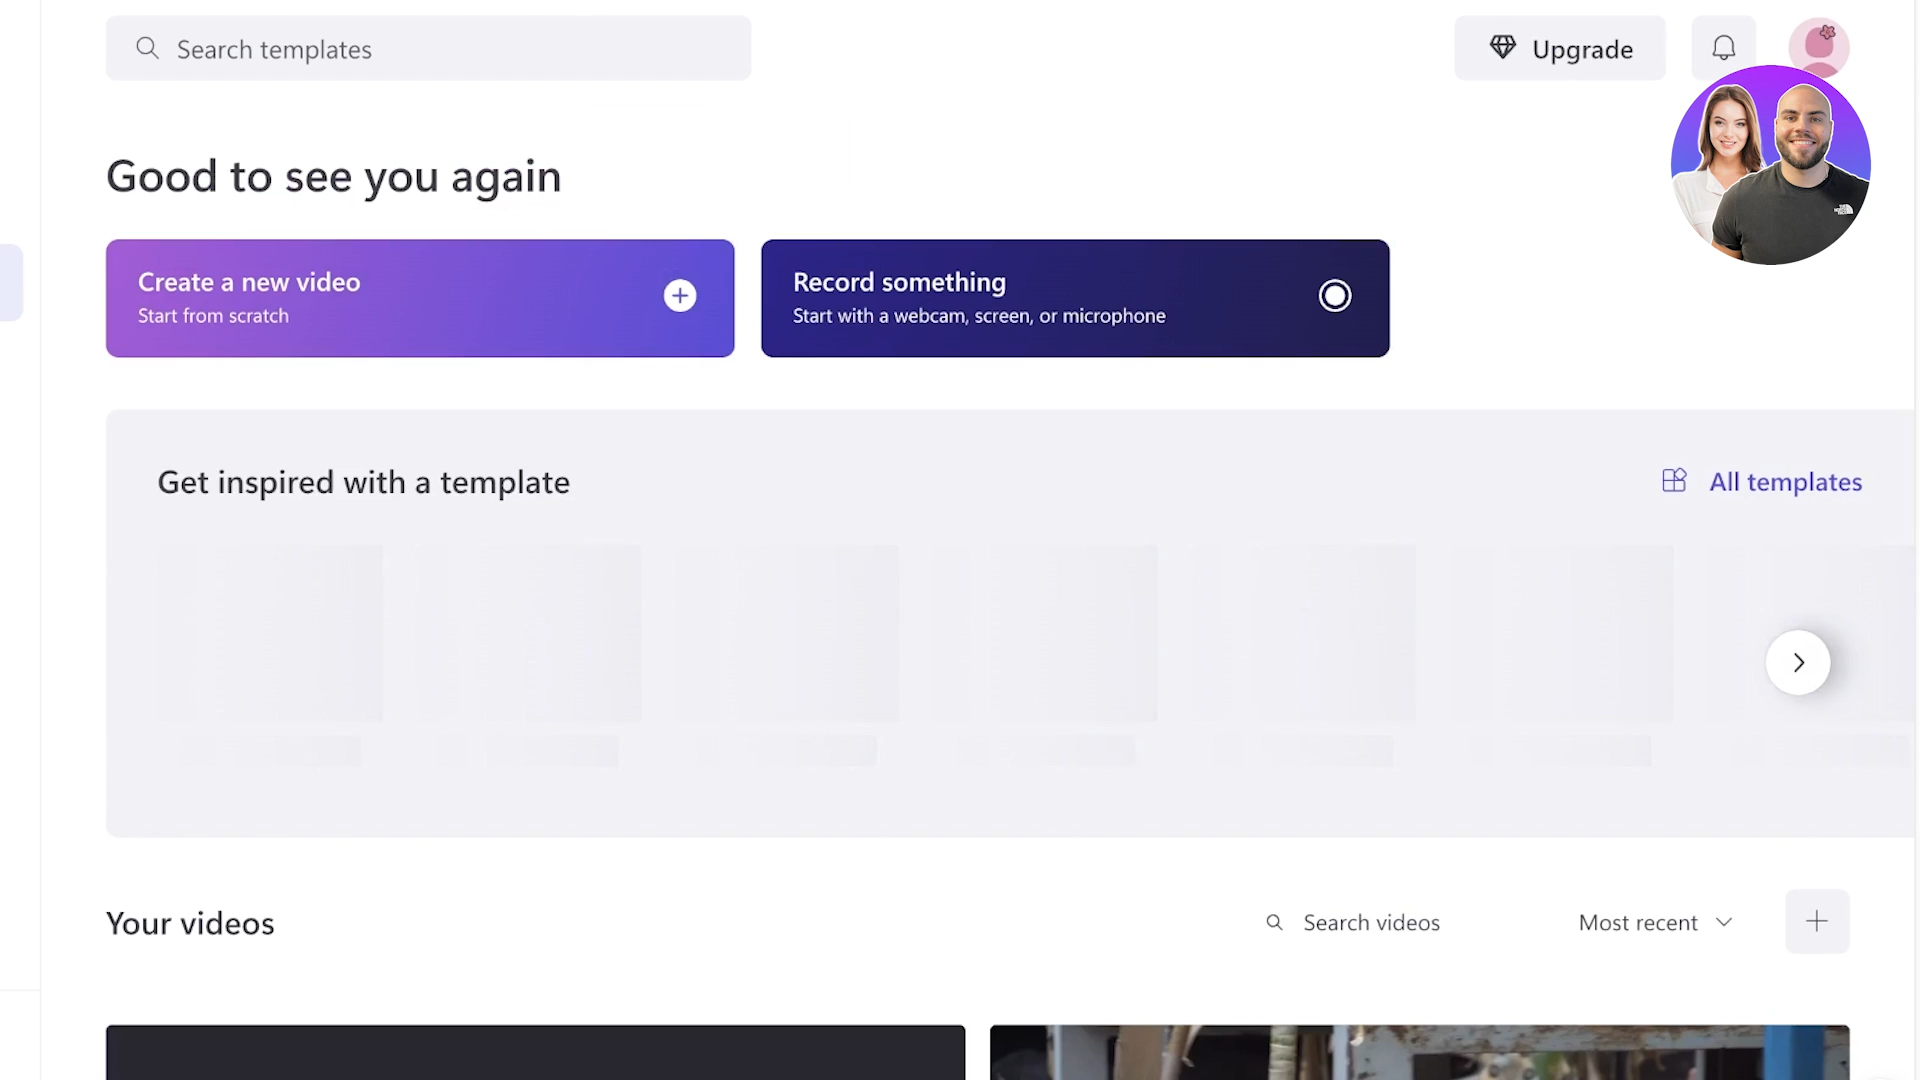 Search templates
Upgrade
Good to see you again
Create a new video
Start from scratch
Record something
Start with a webcam, screen, or microphone
Get inspired with a template
All templates
Your videos
Search videos
Most recent